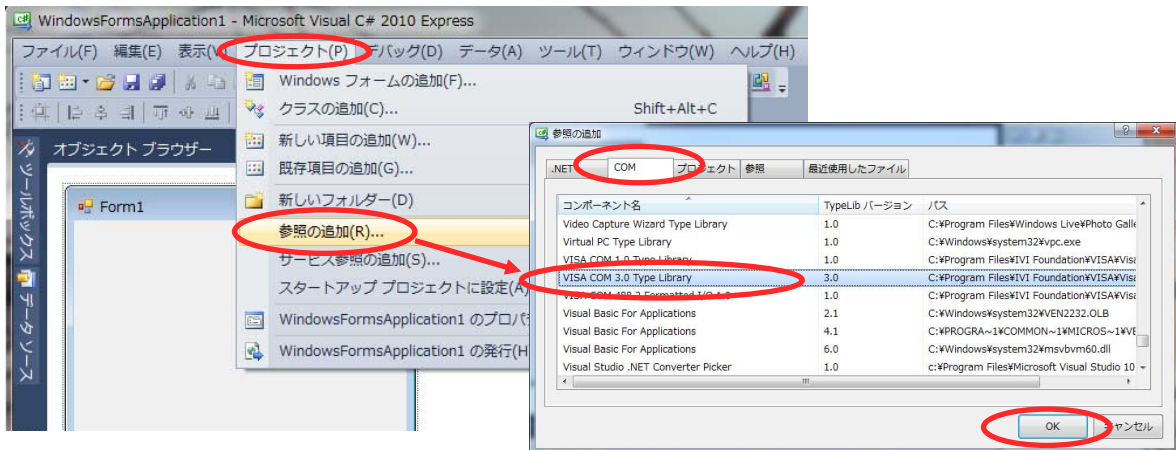 WindowsFormsApplication1 - Microsoft Visual C# 2010 Express
ファイル(F) 編集(E) 表示(V) プロジェクト(P) デバッグ(D) データ(A) ツール(T) ウィンドウ(W) ヘルプ(H)
Windows フォームの追加(F)...
クラスの追加(C)... Shift+Alt+C
新しい項目の追加(W)...
既存項目の追加(G)...
新しいフォルダー(D)
参照の追加(R)...
サービス参照の追加(S)...
スタートアップ プロジェクトに設定(A)
WindowsFormsApplication1 のプロパ
WindowsFormsApplication1 の発行(H
オブジェクト ブラウザー
ツールボックス
データ ソース
Form1
参照の追加
.NET COM プロジェクト 参照 最近使用したファイル
コンポーネント名 TypeLib バージョン パス
Video Capture Wizard Type Library 1.0 C:¥Program Files¥Windows Live¥Photo Galle
Virtual PC Type Library 1.0 C:¥Windows¥system32¥vpc.exe
VISA COM 1.0 Type Library 1.0 C:¥Program Files¥IVI Foundation¥VISA¥Visa
VISA COM 3.0 Type Library 3.0 C:¥Program Files¥IVI Foundation¥VISA¥Visa
VISA COM 488.2 Formatted I/O 1.0 1.0 C:¥Program Files¥IVI Foundation¥VISA¥Visa
Visual Basic For Applications 2.1 C:¥Windows¥system32¥VEN2232.OLB
Visual Basic For Applications 4.1 C:¥PROGRA~1¥COMMON~1¥MICROS~1¥VE
Visual Basic For Applications 6.0 C:¥Windows¥system32¥msvbvm60.dll
Visual Studio .NET Converter Picker 1.0 c:¥Program Files¥Microsoft Visual Studio 10
OK キャンセル